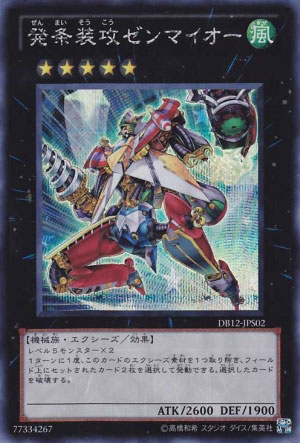 ぜんまいそうこう
発条装攻ゼンマイオー
風
DB12-JPS02
【機械族・エクシーズ/効果】
レベル5モンスター×2
1ターンに1度、このカードのエクシーズ素材を1つ取り除き、フィール
ド上にセットされたカード2枚を選択して発動できる。選択したカード
を破壊する。
ATK/2600 DEF/1900
77334267
©高橋和希 スタジオ・ダイス/集英社